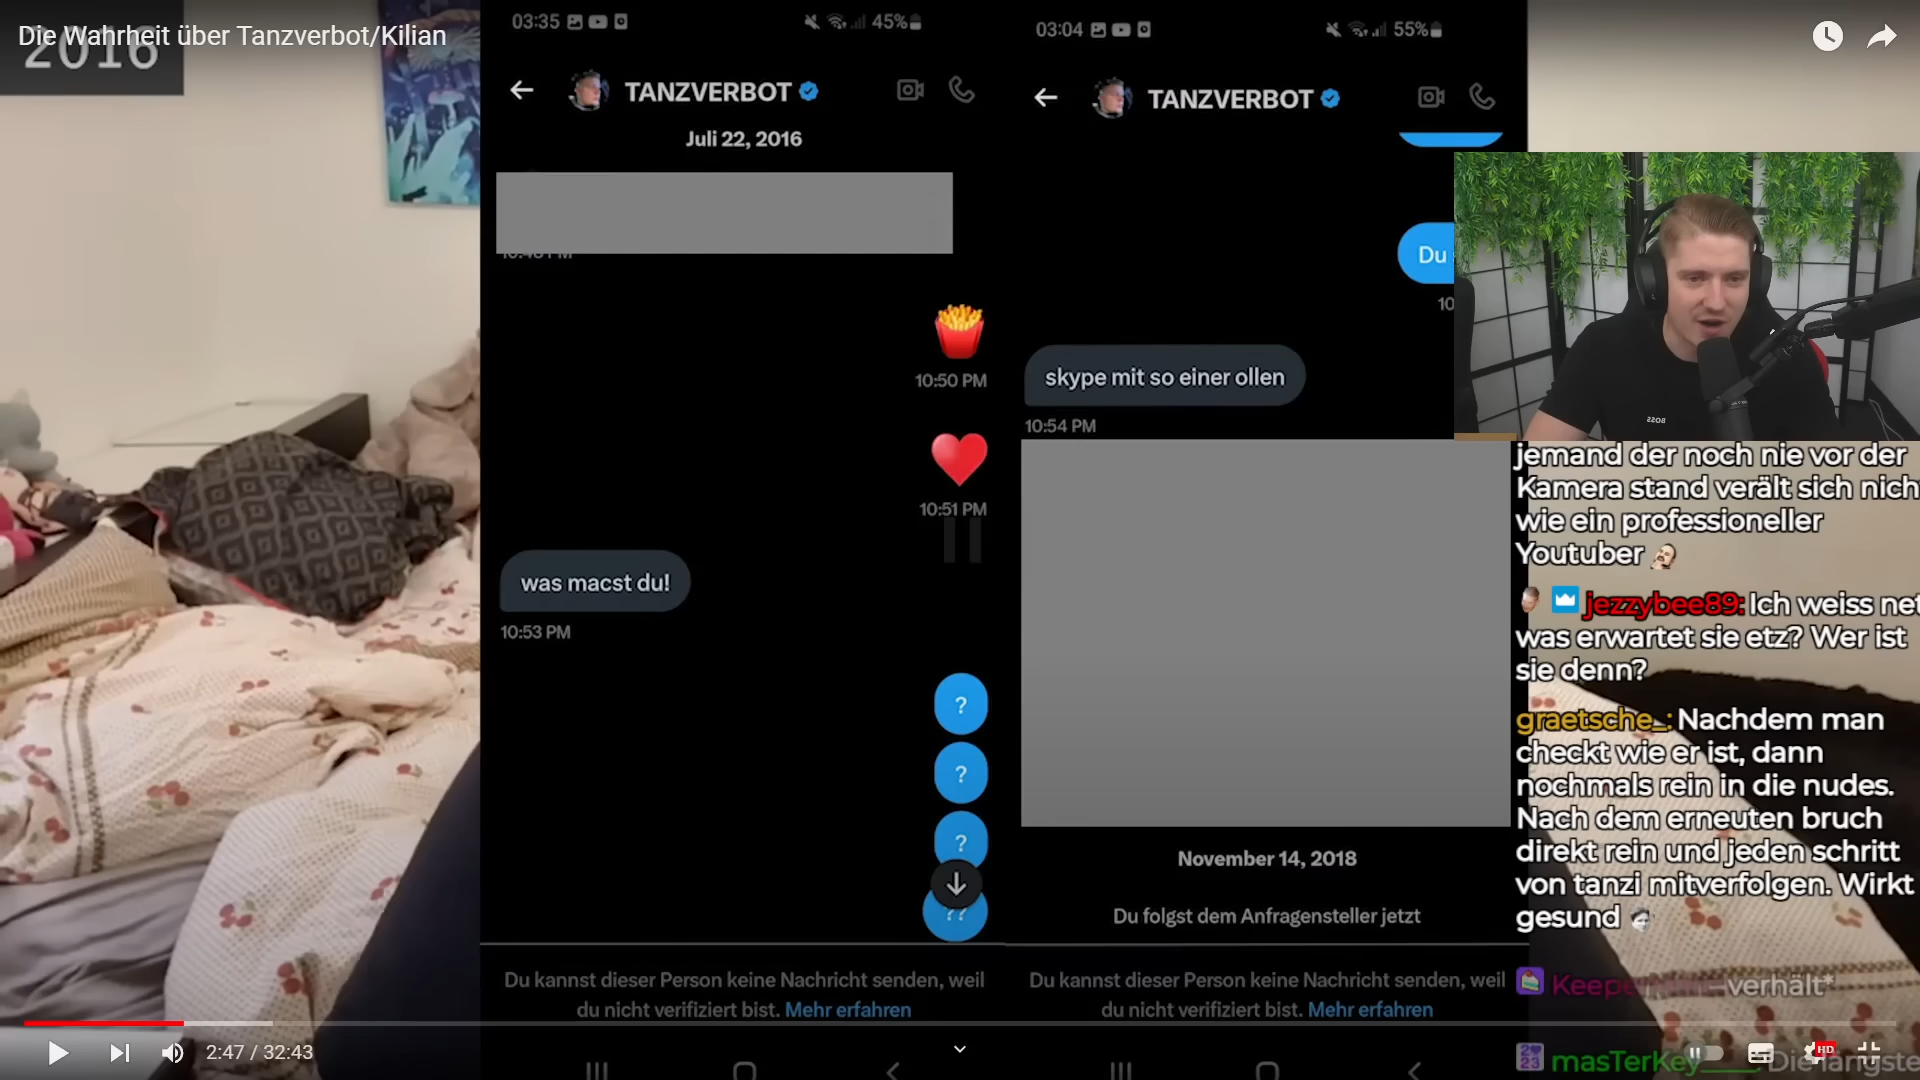 2016
Die Wahrheit über Tanzverbot/Kilian
03:35
45%
TANZVERBOT
Juli 22, 2016
10:50 PM
10:51 PM
was macst du!
10:53 PM
?
?
?
??
Du kannst dieser Person keine Nachricht senden, weil
du nicht verifiziert bist. Mehr erfahren
03:04
55%
TANZVERBOT
Du
10
skype mit so einer ollen
10:54 PM
November 14, 2018
Du folgst dem Anfragensteller jetzt
Du kannst dieser Person keine Nachricht senden, weil
du nicht verifiziert bist. Mehr erfahren
BOSS
jemand der noch nie vor der
Kamera stand verält sich nich
wie ein professioneller
Youtuber
jezzybee89: Ich weiss net
was erwartet sie etz? Wer ist
sie denn?
graetsche_: Nachdem man
checkt wie er ist, dann
nochmals rein in die nudes.
Nach dem erneuten bruch
direkt rein und jeden schritt
von tanzi mitverfolgen. Wirkt
gesund
verhält*
masTerKey Die längste
2:47 / 32:43
HD